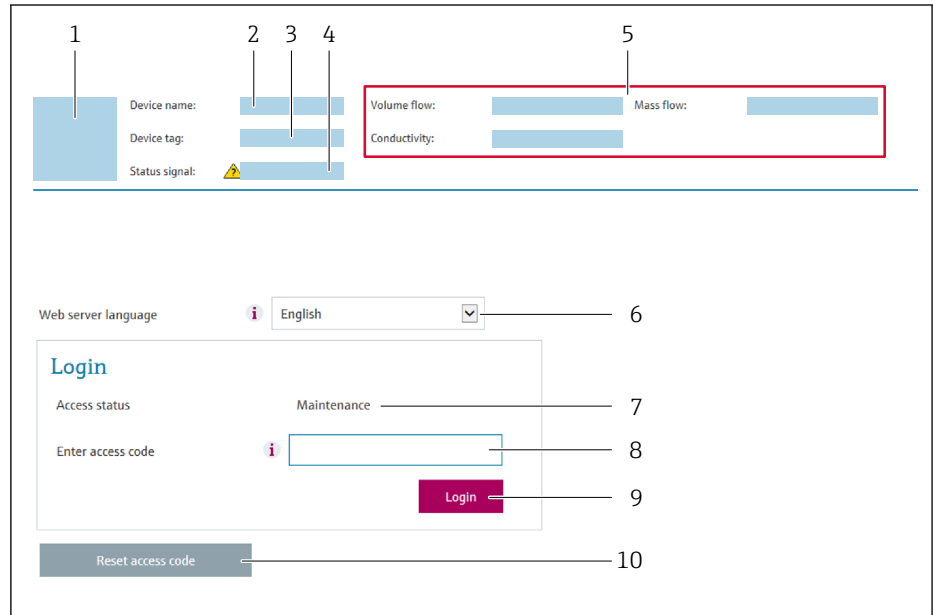 1 2 3 4 5
Device name: Volume flow: Mass flow:
Device tag: Conductivity:
Status signal: ?
Web server language i English 6
Login
Access status Maintenance 7
Enter access code i 8
Login 9
Reset access code 10